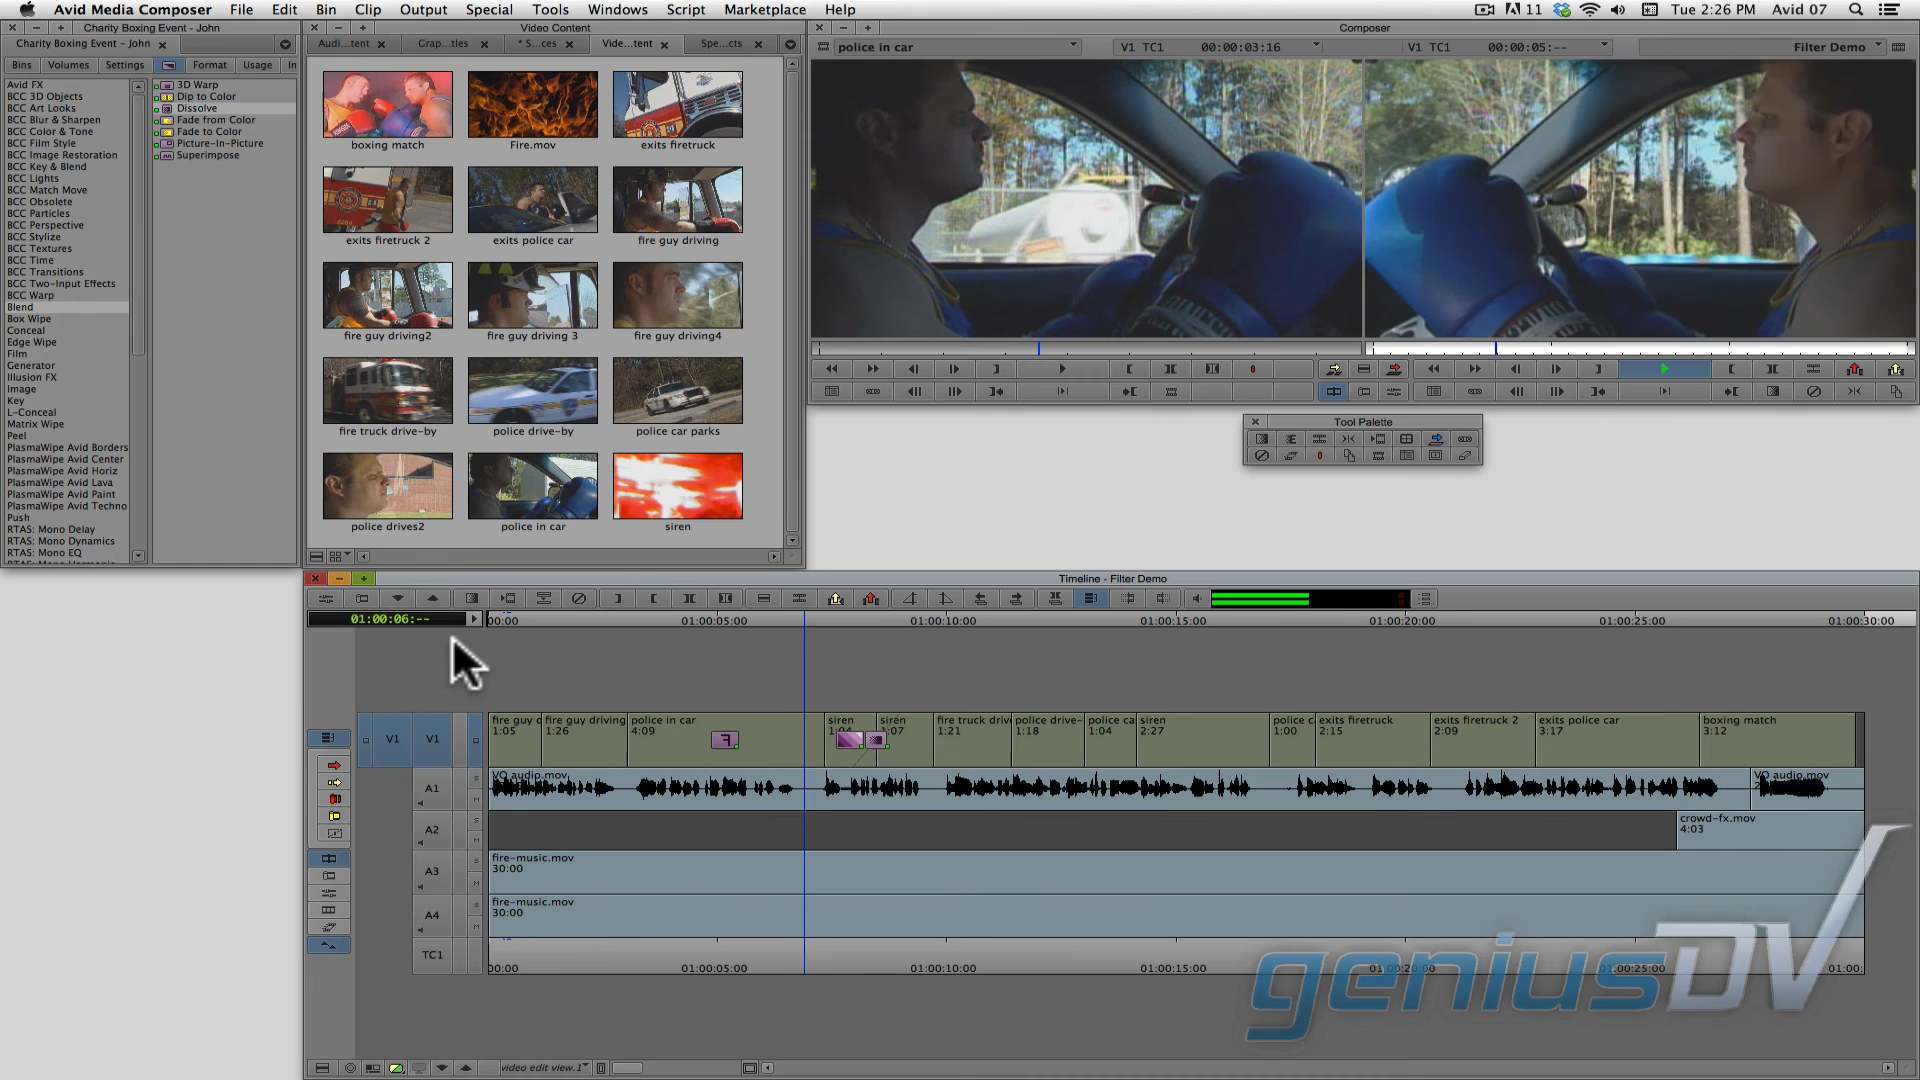 Avid Media Composer File Edit Bin Clip Output Special Tools Windows Script Marketplace Help
11 Tue 2:26 PM Avid 07
Charity Boxing Event - John
Charity Boxing Event - John
Bins Volumes Settings Format Usage In
Avid FX
BCC 3D Objects
BCC Art Looks
BCC Blur & Sharpen
BCC Color & Tone
BCC Film Style
BCC Image Restoration
BCC Key & Blend
BCC Lights
BCC Match Move
BCC Obsolete
BCC Particles
BCC Perspective
BCC Stylize
BCC Textures
BCC Time
BCC Transitions
BCC Two-Input Effects
BCC Warp
Blend
Box Wipe
Conceal
Edge Wipe
Film
Generator
Illusion FX
Image
Key
L-Conceal
Matrix Wipe
Peel
PlasmaWipe Avid Borders
PlasmaWipe Avid Center
PlasmaWipe Avid Horiz
PlasmaWipe Avid Lava
PlasmaWipe Avid Paint
PlasmaWipe Avid Techno
Push
RTAS: Mono Delay
RTAS: Mono Dynamics
RTAS: Mono EQ
3D Warp
Dip to Color
Dissolve
Fade from Color
Fade to Color
Picture-In-Picture
Superimpose
Video Content
Audi...tent Grap...tles * S...ces Vide...tent Spe...cts
boxing match Fire.mov exits firetruck
exits firetruck 2 exits police car fire guy driving
fire guy driving2 fire guy driving 3 fire guy driving4
fire truck drive-by police drive-by police car parks
police drives2 police in car siren
Composer
police in car V1 TC1 00:00:03:16 V1 TC1 00:00:05:-- Filter Demo
Tool Palette
Timeline - Filter Demo
01:00:06:--
00:00 01:00:05:00 01:00:10:00 01:00:15:00 01:00:20:00 01:00:25:00 01:00:30:00
V1 V1
fire guy d 1:05
fire guy driving 1:26
police in car 4:09
siren 1:04
siren 1:07
fire truck driv 1:21
police drive- 1:18
police ca 1:04
siren 2:27
police c 1:00
exits firetruck 2:15
exits firetruck 2 2:09
exits police car 3:17
boxing match 3:12
A1 VO audio.mov VO audio.mov
A2 crowd-fx.mov
4:03
A3 fire-music.mov
30:00
A4 fire-music.mov
30:00
TC1
00:00 01:00:05:00 01:00:10:00 01:00:15:00 01:00:20:00 01:00:25:00 01:00:
geniusDV
video edit view.1